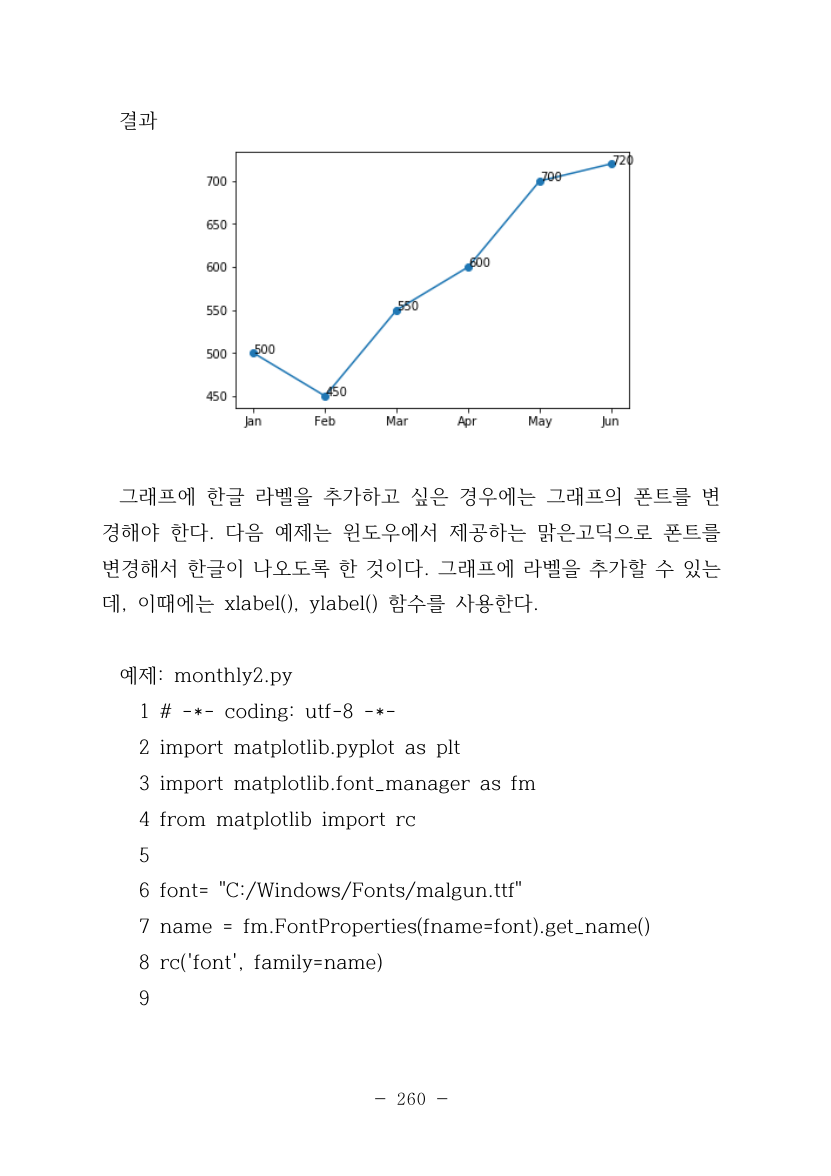 결과
720
700
700
650
600
600
550
550
500
500
450
450
Jan Feb Mar Apr May Jun
그래프에 한글 라벨을 추가하고 싶은 경우에는 그래프의 폰트를 변
경해야 한다. 다음 예제는 윈도우에서 제공하는 맑은고딕으로 폰트를
변경해서 한글이 나오도록 한 것이다. 그래프에 라벨을 추가할 수 있는
데, 이때에는 xlabel(), ylabel() 함수를 사용한다.
예제: monthly2.py
1 # -*- coding: utf-8 -*-
2 import matplotlib.pyplot as plt
3 import matplotlib.font_manager as fm
4 from matplotlib import rc
5
6 font= "C:/Windows/Fonts/malgun.ttf"
7 name = fm.FontProperties(fname=font).get_name()
8 rc('font', family=name)
9
- 260 -